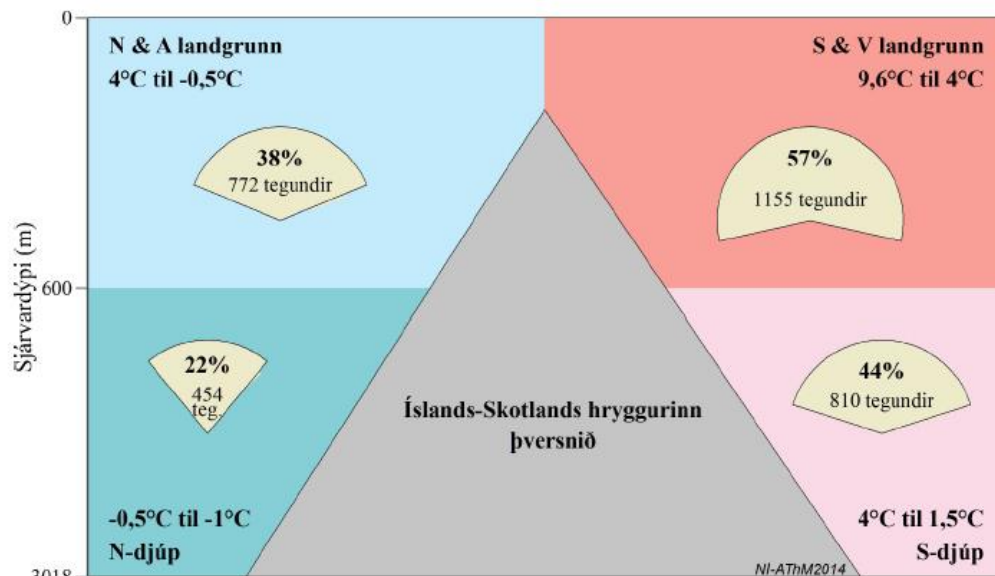 0
N & A landgrunn
4°C til -0,5°C
S & V landgrunn
9,6°C til 4°C
38%
772 tegundir
57%
1155 tegundir
Sjárvardýpi (m)
600
22%
454
teg.
44%
810 tegundir
Íslands-Skotlands hryggurinn
þversnið
-0,5°C til -1°C
N-djúp
4°C til 1,5°C
S-djúp
3018
NI-AThM2014